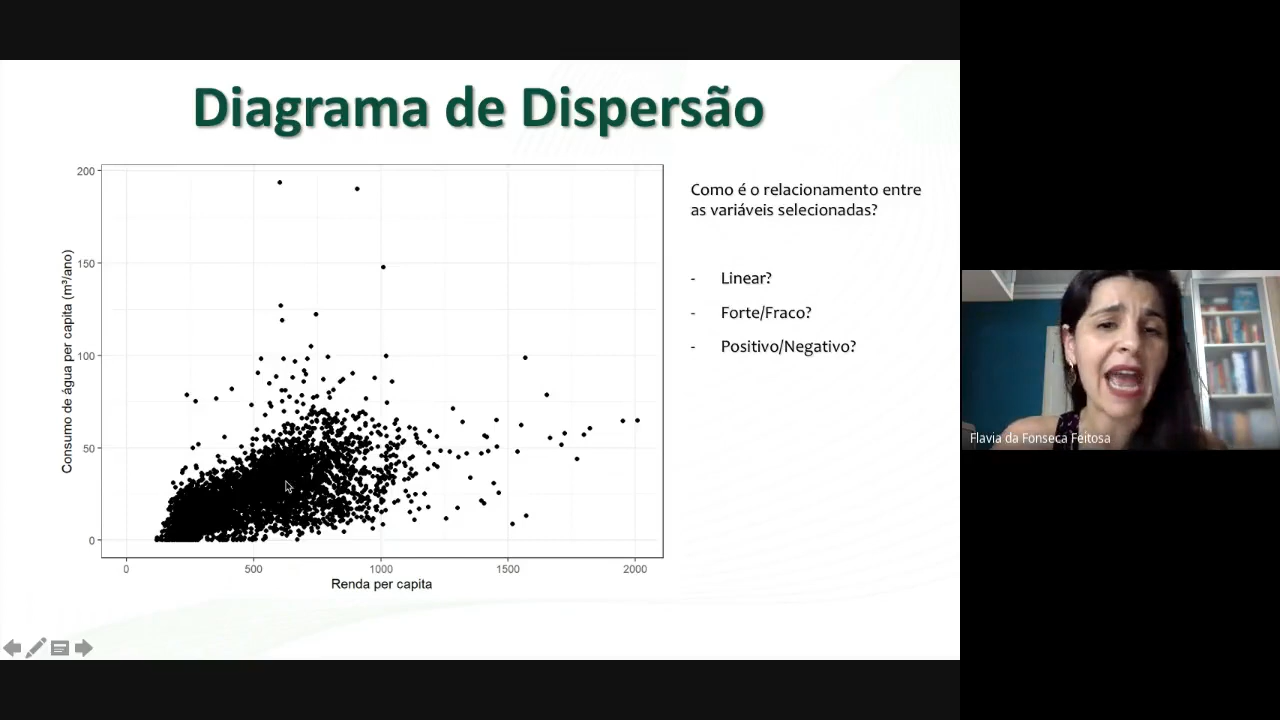 Diagrama de Dispersão
200
150
100
50
0
Consumo de água per capita (m³/ano)
0
500
1000
1500
2000
Renda per capita
Como é o relacionamento entre
as variáveis selecionadas?
- Linear?
- Forte/Fraco?
- Positivo/Negativo?
Flavia da Fonseca Feitosa